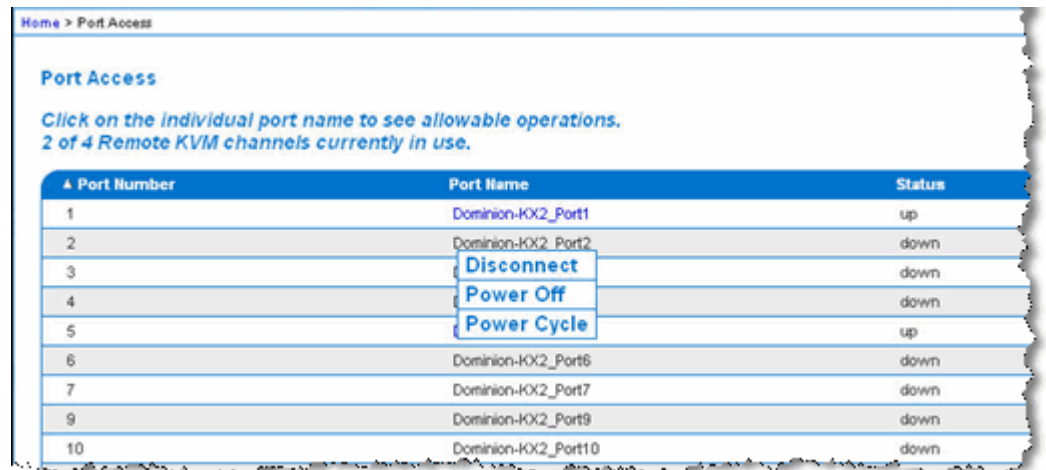 Home > Port Access
Port Access
Click on the individual port name to see allowable operations.
2 of 4 Remote KVM channels currently in use.
▲ Port Number Port Name Status
1 Dominion-KX2_Port1 up
2 Dominion-KX2_Port2 down
Disconnect
3 down
Power Off
4 down
Power Cycle
5 up
6 Dominion-KX2_Port6 down
7 Dominion-KX2_Port7 down
9 Dominion-KX2_Port9 down
10 Dominion-KX2_Port10 down